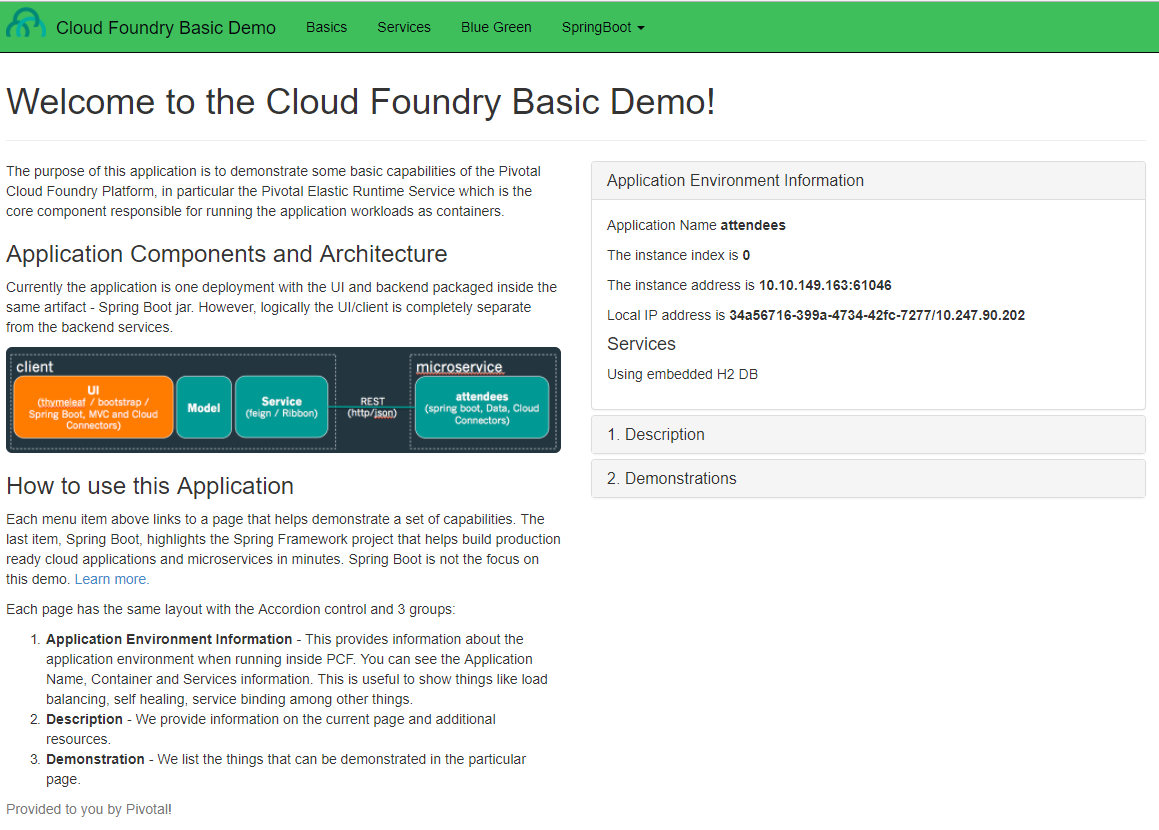 Cloud Foundry Basic Demo
Basics
Services
Blue Green
SpringBoot
Welcome to the Cloud Foundry Basic Demo!
The purpose of this application is to demonstrate some basic capabilities of the Pivotal
Cloud Foundry Platform, in particular the Pivotal Elastic Runtime Service which is the
core component responsible for running the application workloads as containers.
Application Components and Architecture
Currently the application is one deployment with the UI and backend packaged inside the
same artifact - Spring Boot jar. However, logically the UI/client is completely separate
from the backend services.
client
UI
(thymeleaf / bootstrap /
Spring Boot, MVC and Cloud
Connectors)
Model
Service
(feign / Ribbon)
REST
(http/json)
microservice
attendees
(spring boot, Data, Cloud
Connectors)
How to use this Application
Each menu item above links to a page that helps demonstrate a set of capabilities. The
last item, Spring Boot, highlights the Spring Framework project that helps build production
ready cloud applications and microservices in minutes. Spring Boot is not the focus on
this demo. Learn more.
Each page has the same layout with the Accordion control and 3 groups:
1. Application Environment Information - This provides information about the
application environment when running inside PCF. You can see the Application
Name, Container and Services information. This is useful to show things like load
balancing, self healing, service binding among other things.
2. Description - We provide information on the current page and additional
resources.
3. Demonstration - We list the things that can be demonstrated in the particular
page.
Provided to you by Pivotal!
Application Environment Information
Application Name attendees
The instance index is 0
The instance address is 10.10.149.163:61046
Local IP address is 34a56716-399a-4734-42fc-7277/10.247.90.202
Services
Using embedded H2 DB
1. Description
2. Demonstrations